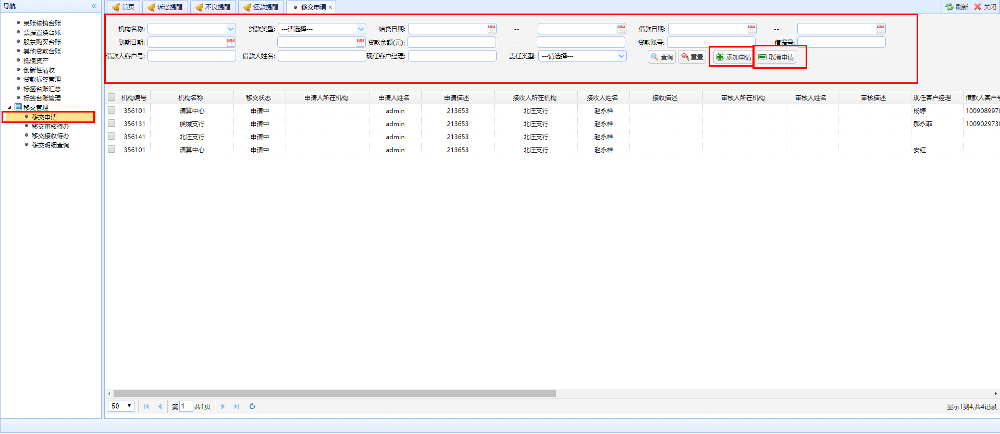 导航
首页 诉讼提醒 不良提醒 还款提醒 移交申请 刷新 关闭
呆账核销台账
票据置换台账
股东购买台账
其他贷款台账
抵债资产
创新性清收
贷款标签管理
标签台账汇总
标签台账管理
移交管理
移交申请
移交审核待办
移交接收待办
移交明细查询
机构名称: 贷款类型: ---请选择--- 始贷日期: -- 借款日期: --
到期日期: -- 贷款余额(元): -- 贷款账号: 借据号:
借款人客户号: 借款人姓名: 现任客户经理: 责任类型: ---请选择--- 查询 重置 添加申请 取消申请
机构编号 机构名称 移交状态 申请人所在机构 申请人姓名 申请描述 接收人所在机构 接收人姓名 接收描述 审核人所在机构 审核人姓名 审核描述 现任客户经理 借款人客户号
356101 清算中心 申请中 admin 213653 北汪支行 赵永祥 杨婷 1009089970
356131 侯城支行 申请中 admin 213653 北汪支行 赵永祥 郝永菲 1009029730
356141 北汪支行 申请中 admin 213653 北汪支行 赵永祥
356101 清算中心 申请中 admin 213653 北汪支行 赵永祥 安红
50 第 1 共1页 显示1到4,共4记录